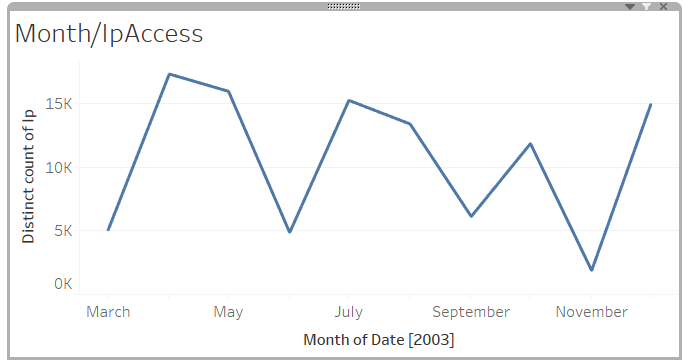 Month/IpAccess
Distinct count of Ip
15K
10K
5K
0K
March
May
July
September
November
Month of Date [2003]